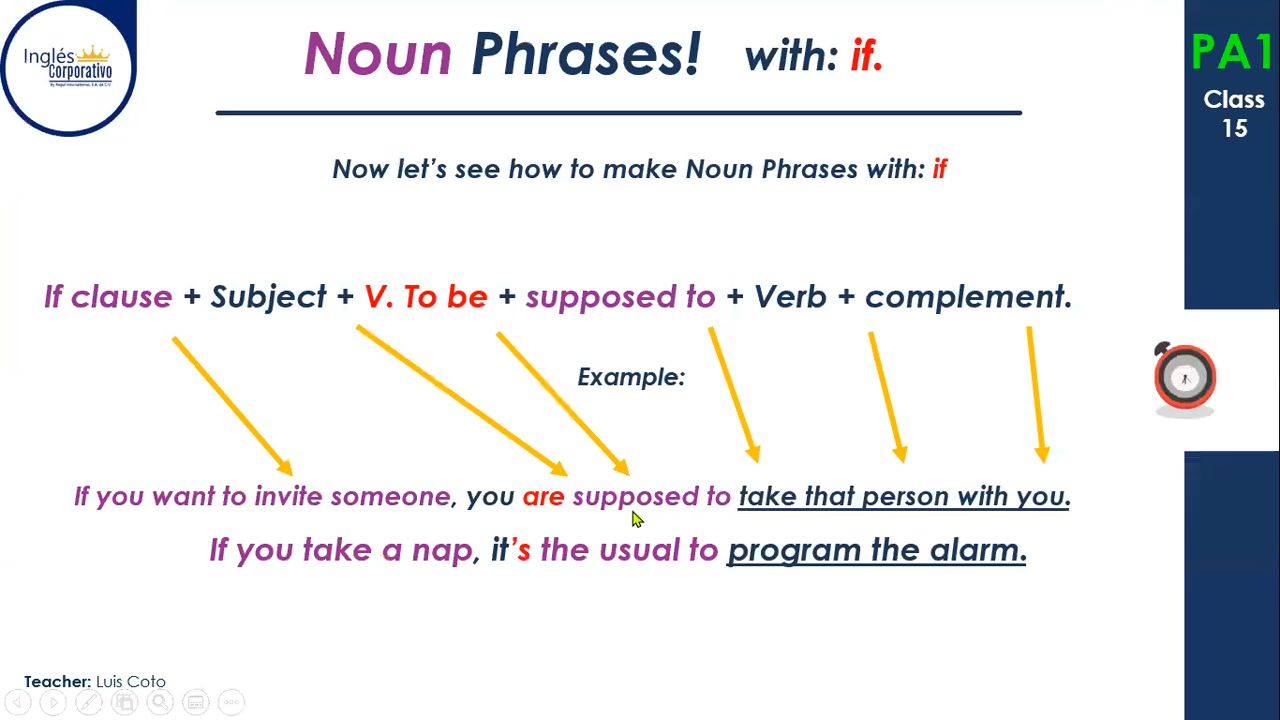 Inglés
Corporativo
Noun Phrases! with: if.
PA1
Class
15
Now let's see how to make Noun Phrases with: if
If clause + Subject + V. To be + supposed to + Verb + complement.
Example:
If you want to invite someone, you are supposed to take that person with you.
If you take a nap, it's the usual to program the alarm.
Teacher: Luis Coto